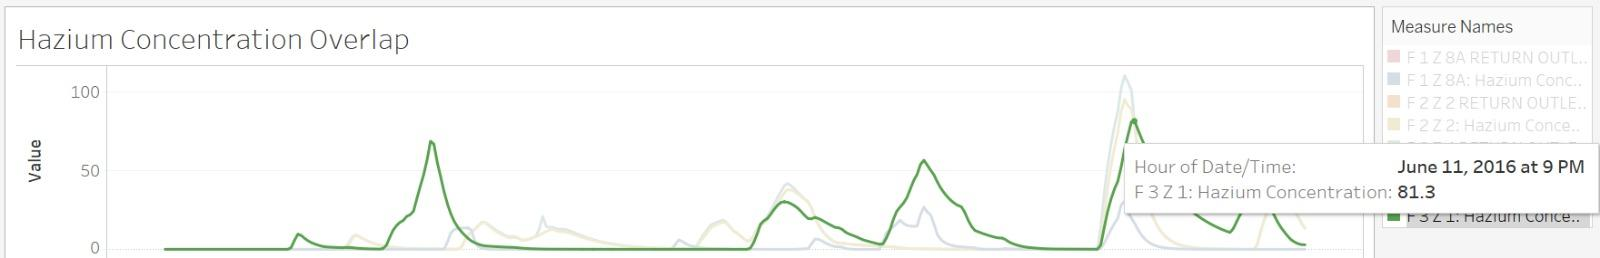 Hazium Concentration Overlap
Value
100
50
0
Measure Names
F 1 Z 8A RETURN OUTL..
F 1 Z 8A: Hazium Conc..
F 2 Z 2 RETURN OUTLE..
F 2 Z 2: Hazium Conce..
Hour of Date/Time: June 11, 2016 at 9 PM
F 3 Z 1: Hazium Concentration: 81.3
F 3 Z 1: Hazium Conce..